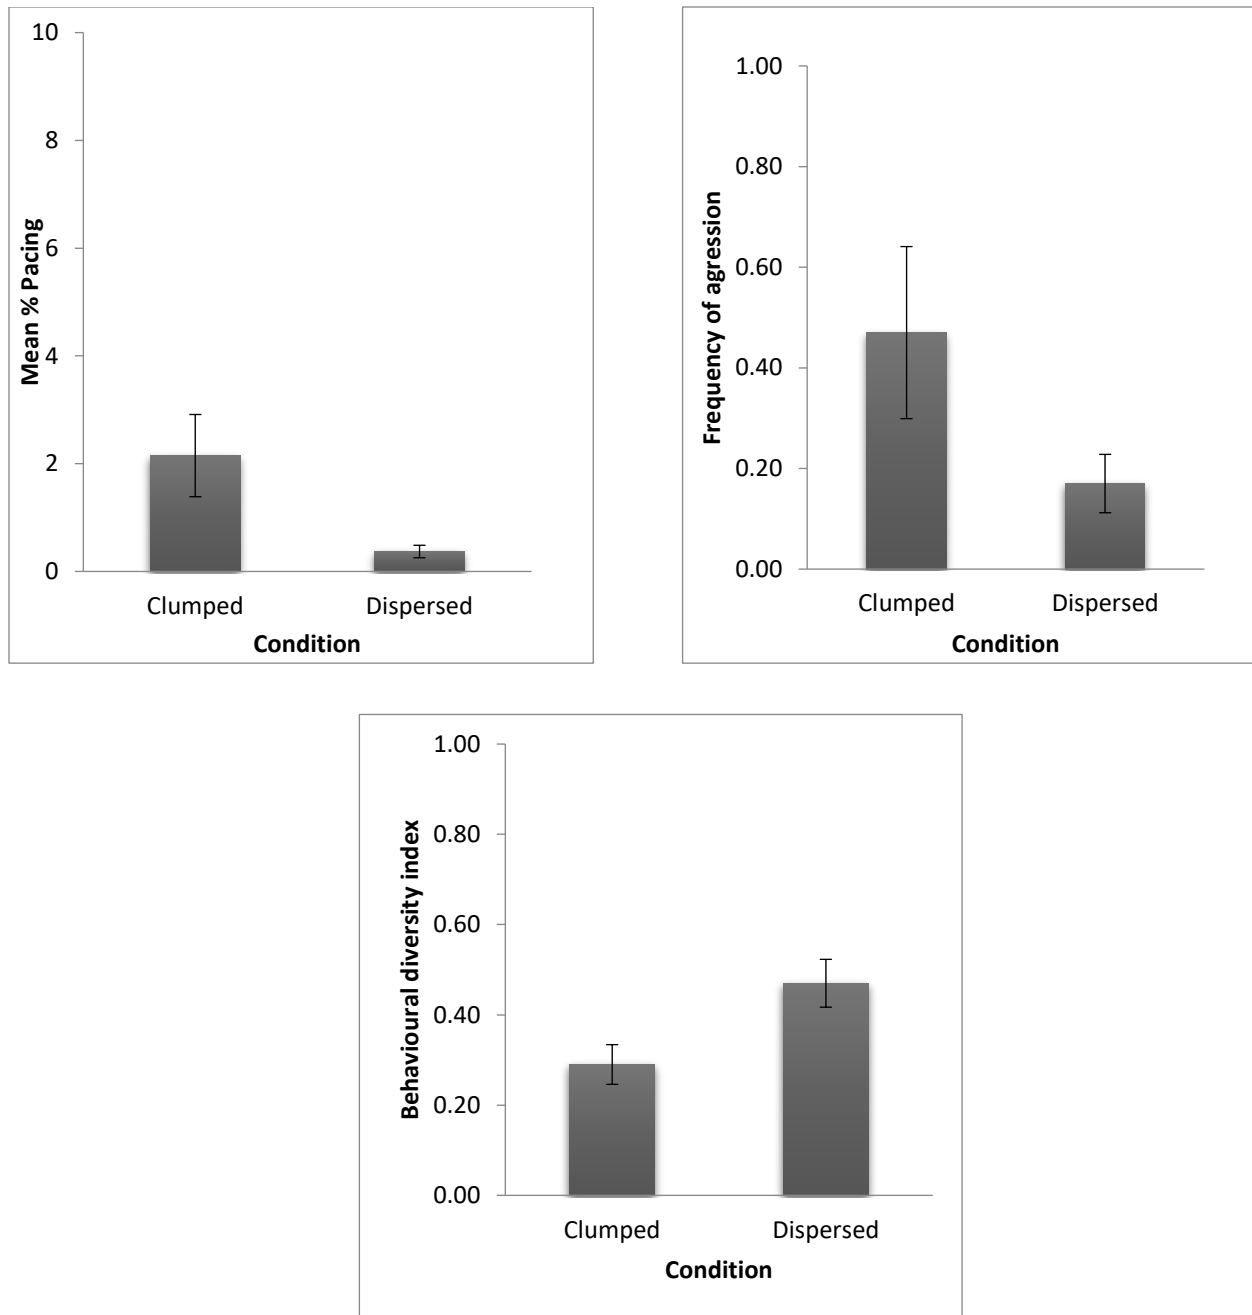 10
8
6
4
2
0
Mean % Pacing
Clumped Dispersed
Condition
1.00
0.80
0.60
0.40
0.20
0.00
Frequency of agression
Clumped Dispersed
Condition
1.00
0.80
0.60
0.40
0.20
0.00
Behavioural diversity index
Clumped Dispersed
Condition